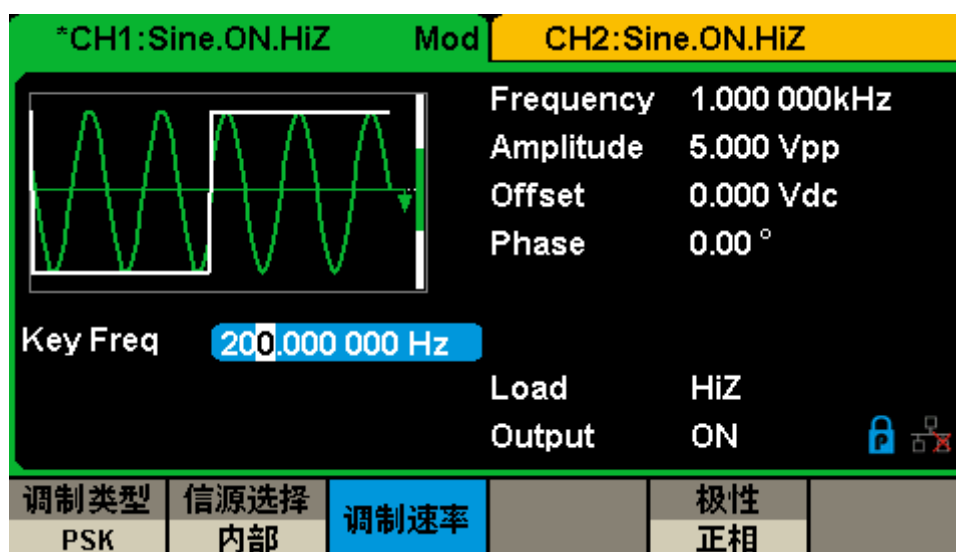 *CH1:Sine.ON.HiZ Mod CH2:Sine.ON.HiZ
Frequency 1.000 000kHz
Amplitude 5.000 Vpp
Offset 0.000 Vdc
Phase 0.00 °
Key Freq 200.000 000 Hz
Load HiZ
Output ON P
调制类型 信源选择 调制速率 极性
PSK 内部 正相